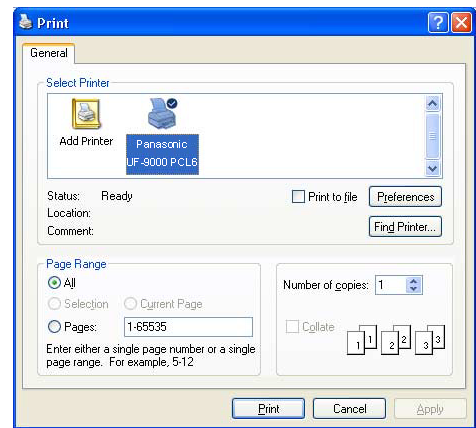 Print
General
Select Printer
Add Printer
Panasonic
UF-9000 PCL6
Status: Ready
Location:
Comment:
Print to file
Preferences
Find Printer...
Page Range
All
Selection Current Page
Pages: 1-65535
Enter either a single page number or a single
page range. For example, 5-12
Number of copies: 1
Collate
1 1 2 2 3 3
Print Cancel Apply